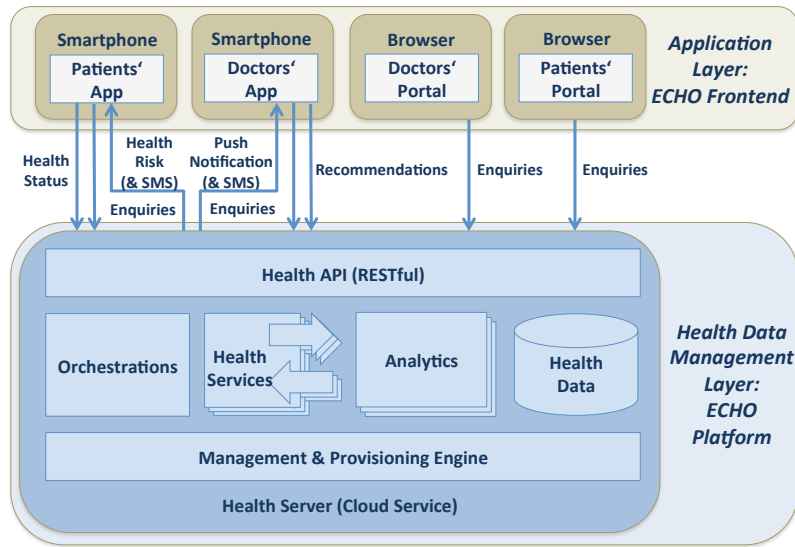 Smartphone
Patients‘
App
Smartphone
Doctors‘
App
Browser
Doctors‘
Portal
Browser
Patients‘
Portal
Application
Layer:
ECHO Frontend
Health
Status
Health
Risk
(& SMS)
Enquiries
Push
Notification
(& SMS)
Enquiries
Recommendations
Enquiries
Enquiries
Health API (RESTful)
Orchestrations
Health
Services
Analytics
Health
Data
Management & Provisioning Engine
Health Server (Cloud Service)
Health Data
Management
Layer:
ECHO
Platform